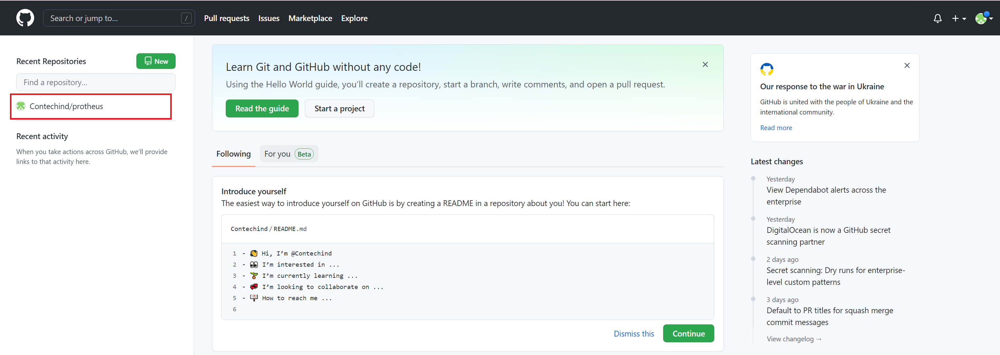 Search or jump to...
/
Pull requests
Issues
Marketplace
Explore
Recent Repositories
New
Find a repository...
Contechind/protheus
Recent activity
When you take actions across GitHub, we’ll provide
links to that activity here.
Learn Git and GitHub without any code!
Using the Hello World guide, you’ll create a repository, start a branch, write comments, and open a pull request.
Read the guide
Start a project
Following
For you Beta
Introduce yourself
The easiest way to introduce yourself on GitHub is by creating a README in a repository about you! You can start here:
Contechind / README.md
1 - 👋 Hi, I’m @Contechind
2 - 👀 I’m interested in ...
3 - 🌱 I’m currently learning ...
4 - 💞️ I’m looking to collaborate on ...
5 - 📫 How to reach me ...
6
Dismiss this
Continue
Our response to the war in Ukraine
GitHub is united with the people of Ukraine and the
international community.
Read more
Latest changes
Yesterday
View Dependabot alerts across the
enterprise
Yesterday
DigitalOcean is now a GitHub secret
scanning partner
2 days ago
Secret scanning: Dry runs for enterprise-
level custom patterns
3 days ago
Default to PR titles for squash merge
commit messages
View changelog →